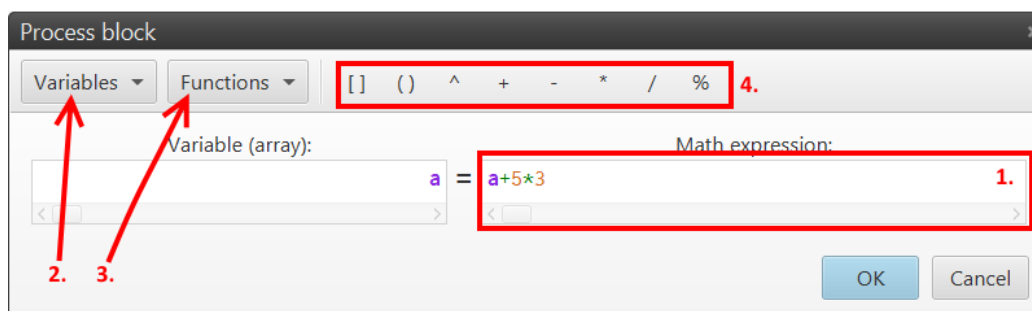 Process block
Variables Functions [ ] ( ) ^ + - * / % 4.
Variable (array): Math expression:
a = a+5*3 1.
2. 3.
OK Cancel